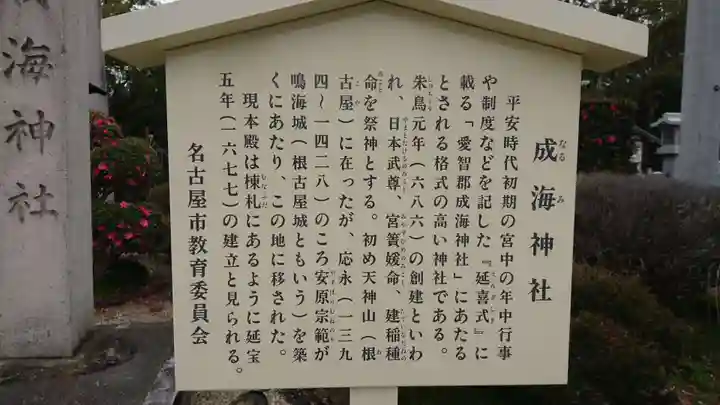 成海神社
なるみ
平安時代初期の宮中の年中行事
や制度などを記した『延喜式』に
載る「愛智郡成海神社」にあたる
とされる格式の高い神社である。
朱鳥元年(六八六)の創建といわ
れ、日本武尊、宮簀媛命、建稲種
命を祭神とする。初め天神山(根
古屋)に在ったが、応永(一三九
四〜一四二八)のころ安原宗範が
鳴海城(根古屋城ともいう)を築
くにあたり、この地に移された。
現本殿は棟札にあるように延宝
五年(一六七七)の建立と見られる。
名古屋市教育委員会
海神社